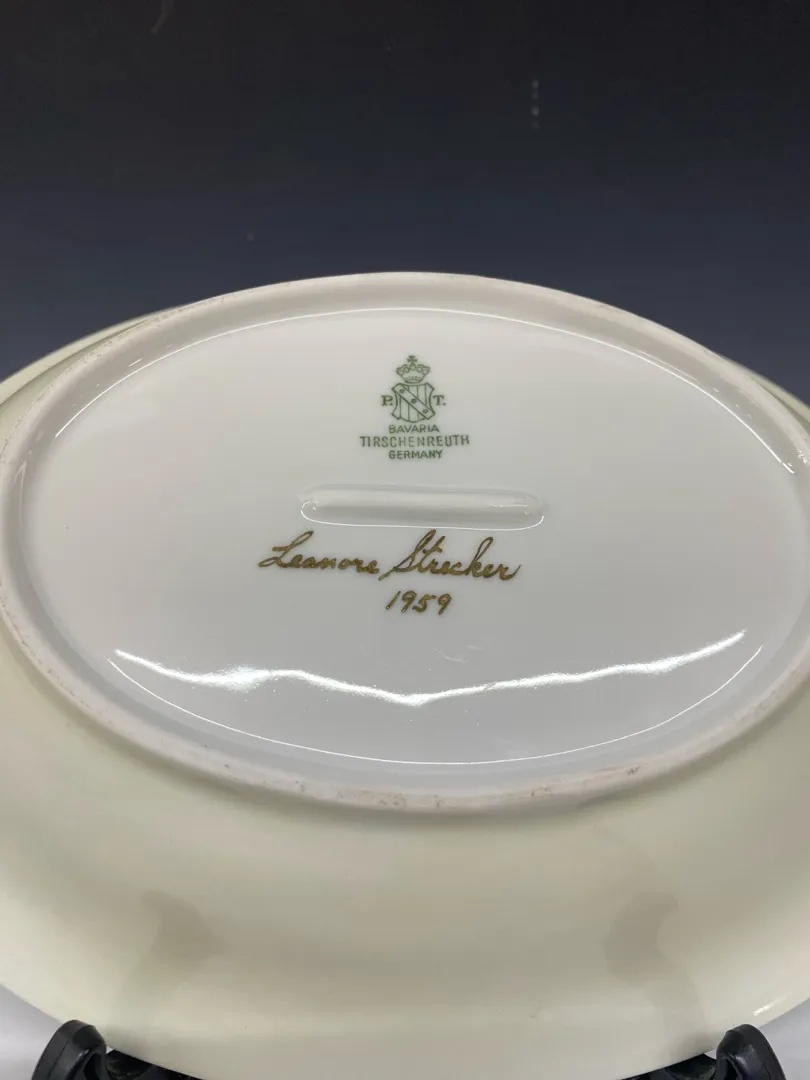 P. T.
BAVARIA
TIRSCHENREUTH
GERMANY
Leanore Strecker
1959